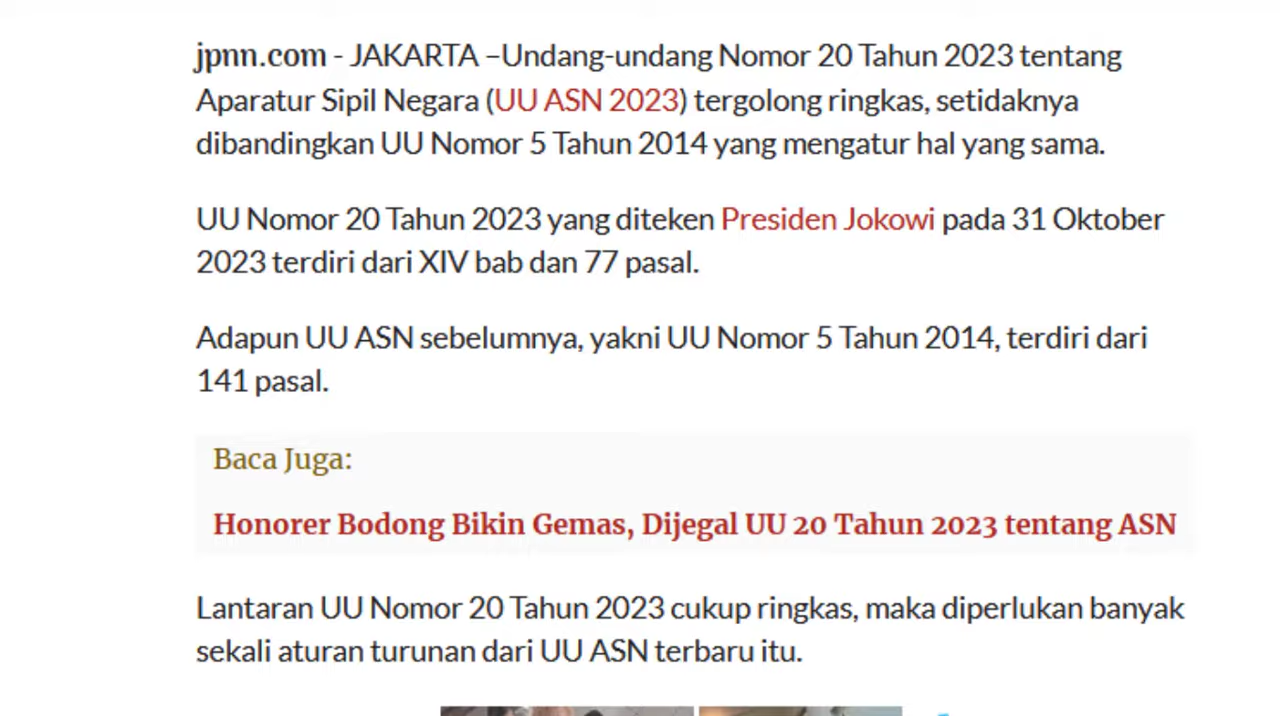 jpnn.com - JAKARTA –Undang-undang Nomor 20 Tahun 2023 tentang
Aparatur Sipil Negara (UU ASN 2023) tergolong ringkas, setidaknya
dibandingkan UU Nomor 5 Tahun 2014 yang mengatur hal yang sama.
UU Nomor 20 Tahun 2023 yang diteken Presiden Jokowi pada 31 Oktober
2023 terdiri dari XIV bab dan 77 pasal.
Adapun UU ASN sebelumnya, yakni UU Nomor 5 Tahun 2014, terdiri dari
141 pasal.
Baca Juga:
Honorer Bodong Bikin Gemas, Dijegal UU 20 Tahun 2023 tentang ASN
Lantaran UU Nomor 20 Tahun 2023 cukup ringkas, maka diperlukan banyak
sekali aturan turunan dari UU ASN terbaru itu.